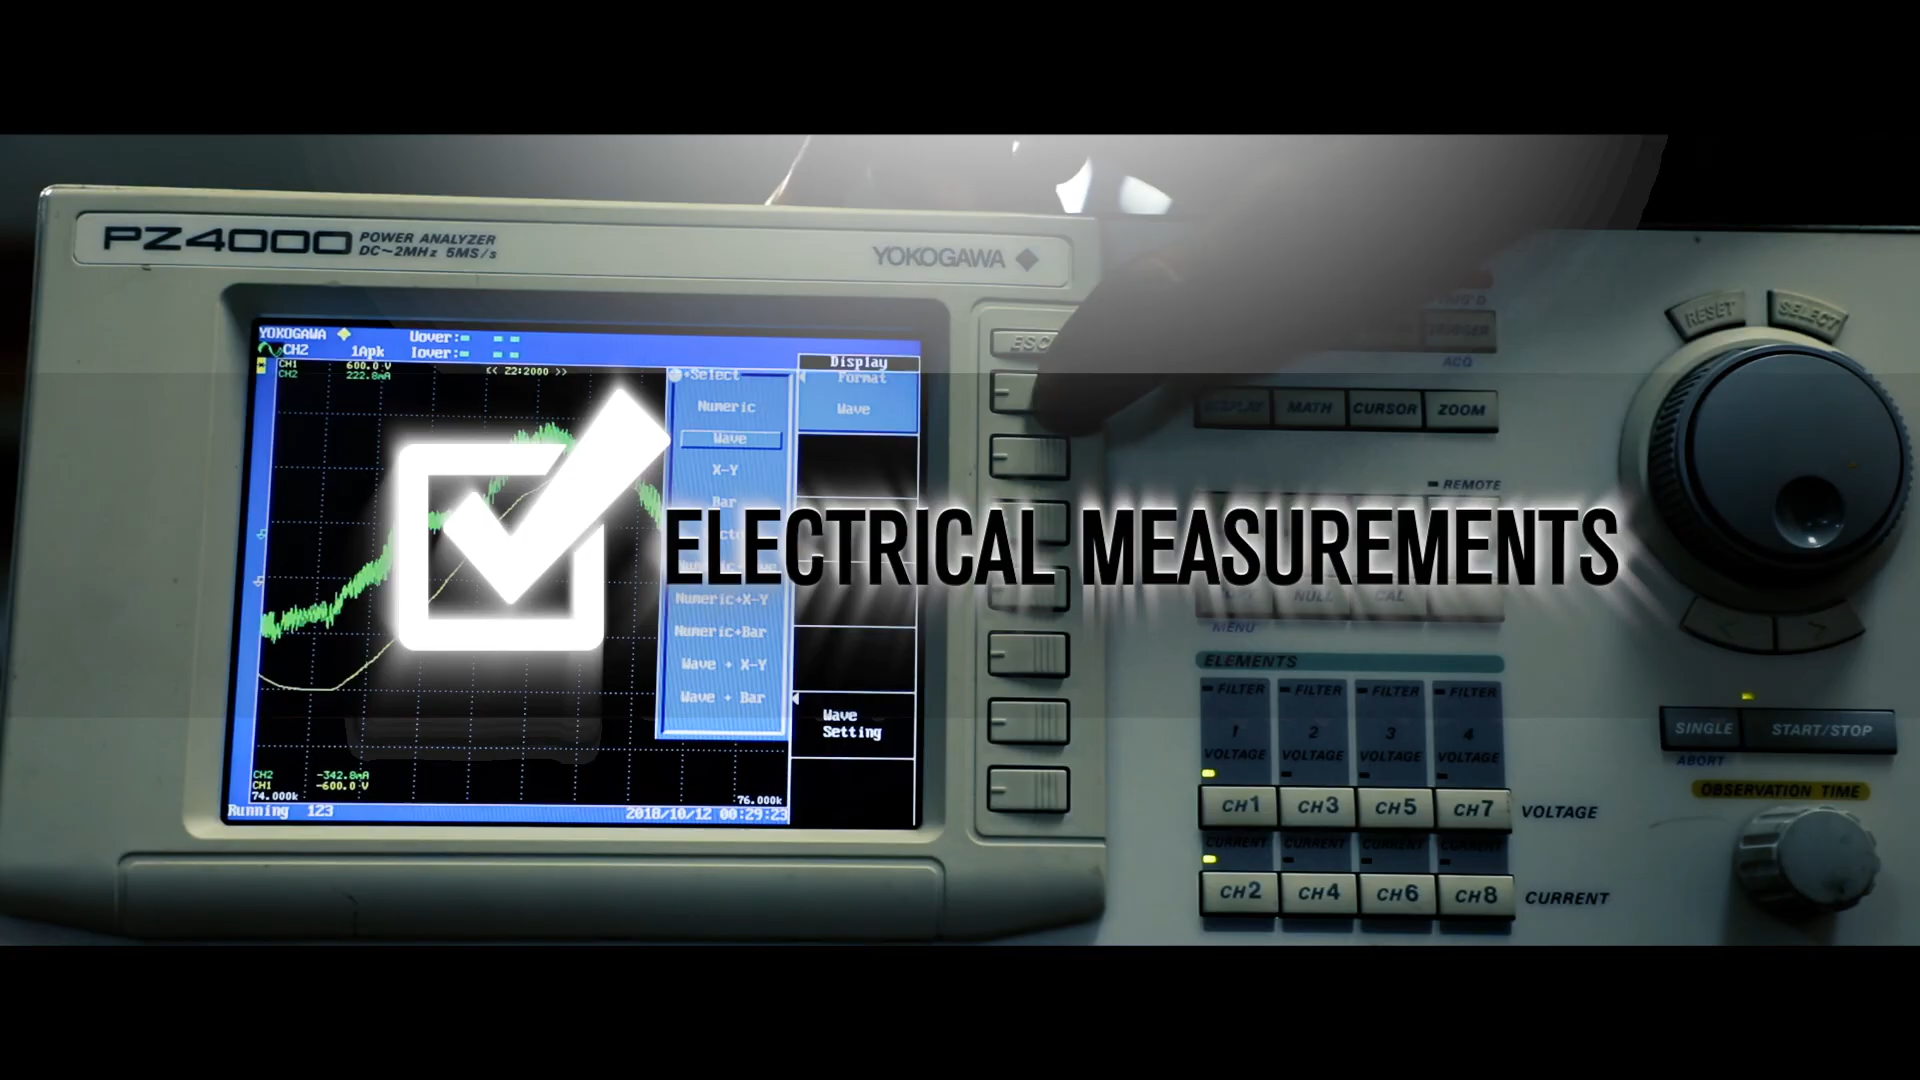 PZ4000 POWER ANALYZER
DC~2MHz 5MS/s
YOKOGAWA
YOKOGAWA
CH2 1Apk
Uover:
Iover:
CH1 600.0 V
CH2 222.8mA
<< Z2:2000 >>
Select
Numeric
Wave
X-Y
Bar
Numeric+X-Y
Numeric+Bar
Wave + X-Y
Wave + Bar
Display
Format
Wave
Wave
Setting
CH2 -342.8mA
CH1 -600.0 V
74.000k
76.000k
Running 123
2018/10/12 00:29:23
ESC
ELECTRICAL MEASUREMENTS
TRIGGER
ACQ
DISPLAY MATH CURSOR ZOOM
REMOTE
NULL CAL
MENU
ELEMENTS
FILTER FILTER FILTER FILTER
1 2 3 4
VOLTAGE VOLTAGE VOLTAGE VOLTAGE
CH1 CH3 CH5 CH7 VOLTAGE
CURRENT CURRENT CURRENT CURRENT
CH2 CH4 CH6 CH8 CURRENT
RESET SELECT
SINGLE START/STOP
ABORT
OBSERVATION TIME